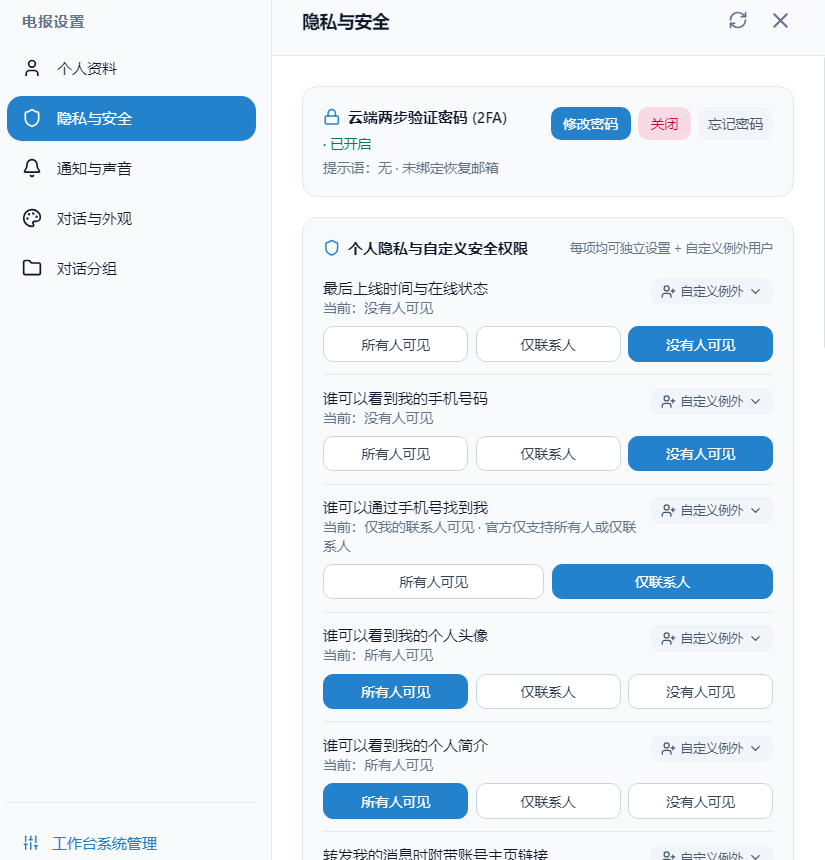 电报设置
个人资料
隐私与安全
通知与声音
对话与外观
对话分组
工作台系统管理
隐私与安全
云端两步验证密码 (2FA)
· 已开启
提示语：无 · 未绑定恢复邮箱
修改密码
关闭
忘记密码
个人隐私与自定义安全权限
每项均可独立设置 + 自定义例外用户
最后上线时间与在线状态
当前：没有人可见
自定义例外
所有人可见
仅联系人
没有人可见
谁可以看到我的手机号码
当前：没有人可见
自定义例外
所有人可见
仅联系人
没有人可见
谁可以通过手机号找到我
当前：仅我的联系人可见 · 官方仅支持所有人或仅联
系人
自定义例外
所有人可见
仅联系人
谁可以看到我的个人头像
当前：所有人可见
自定义例外
所有人可见
仅联系人
没有人可见
谁可以看到我的个人简介
当前：所有人可见
自定义例外
所有人可见
仅联系人
没有人可见
转发我的消息时附带账号主页链接
自定义例外